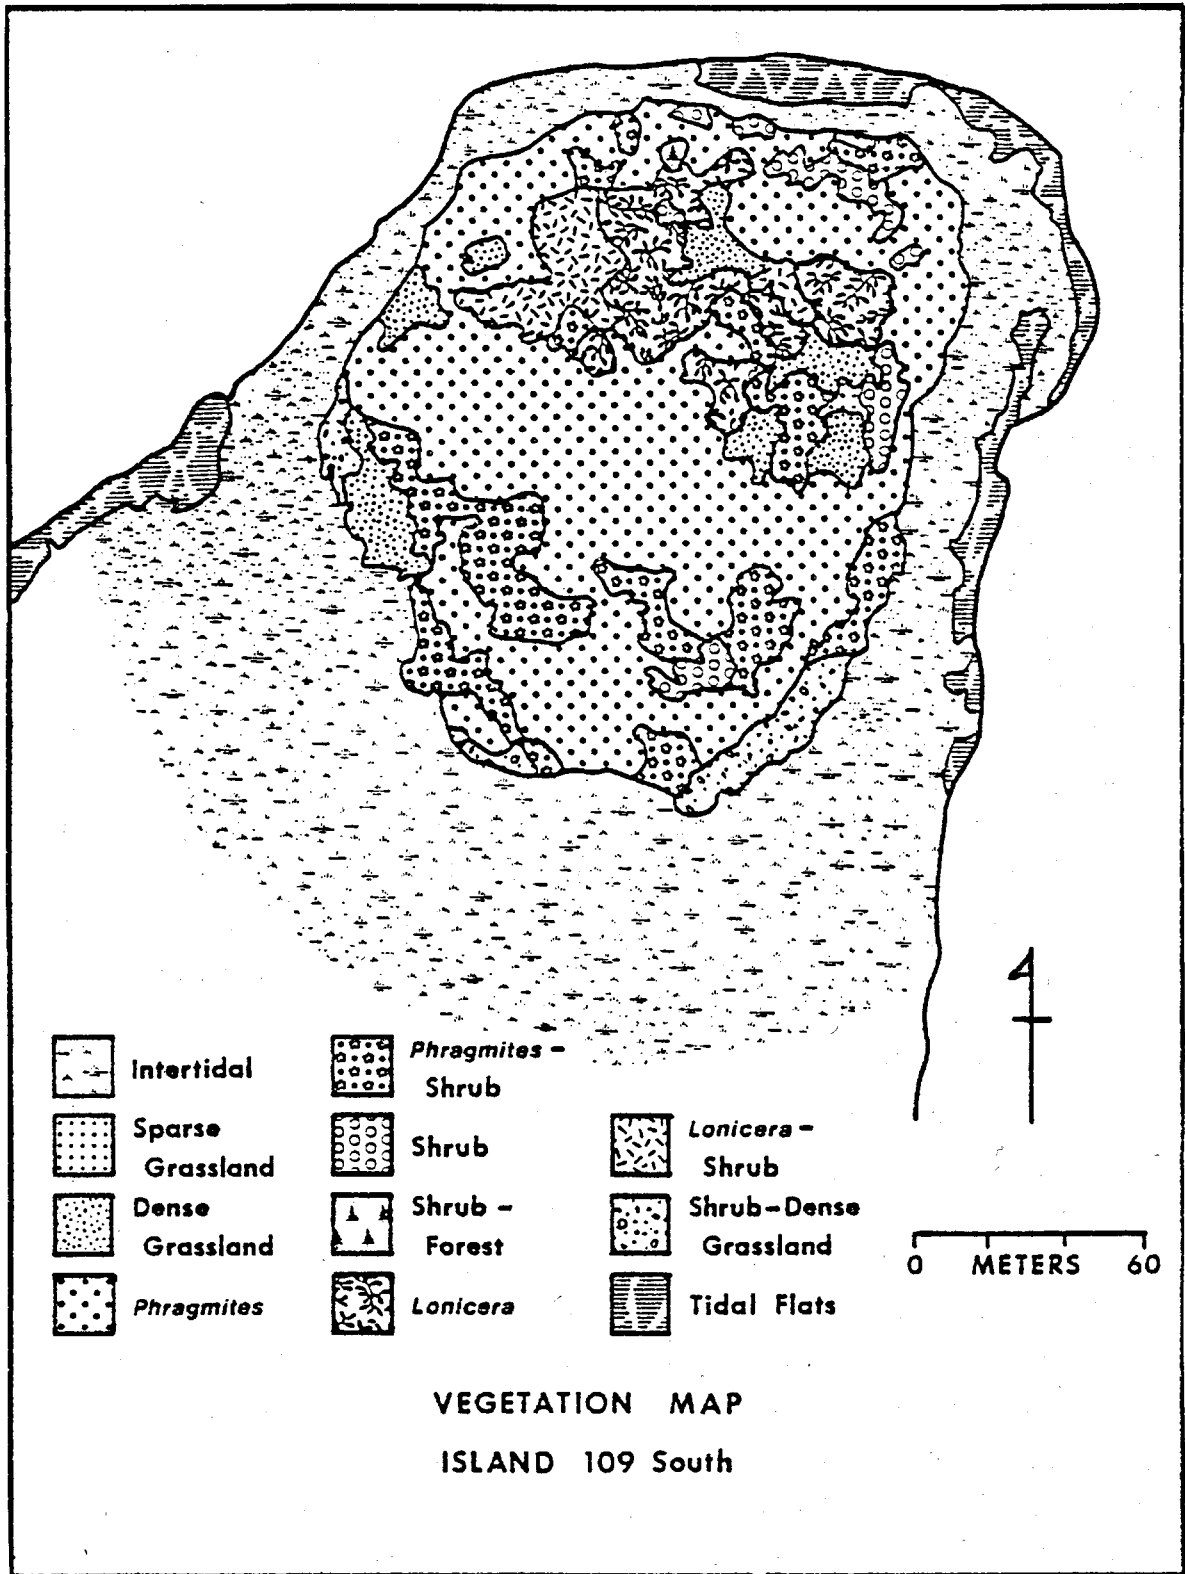 Intertidal
Sparse
Grassland
Dense
Grassland
Phragmites
Phragmites -
Shrub
Shrub
Shrub -
Forest
Lonicera
Lonicera -
Shrub
Shrub-Dense
Grassland
Tidal Flats
0 METERS 60
VEGETATION MAP
ISLAND 109 South